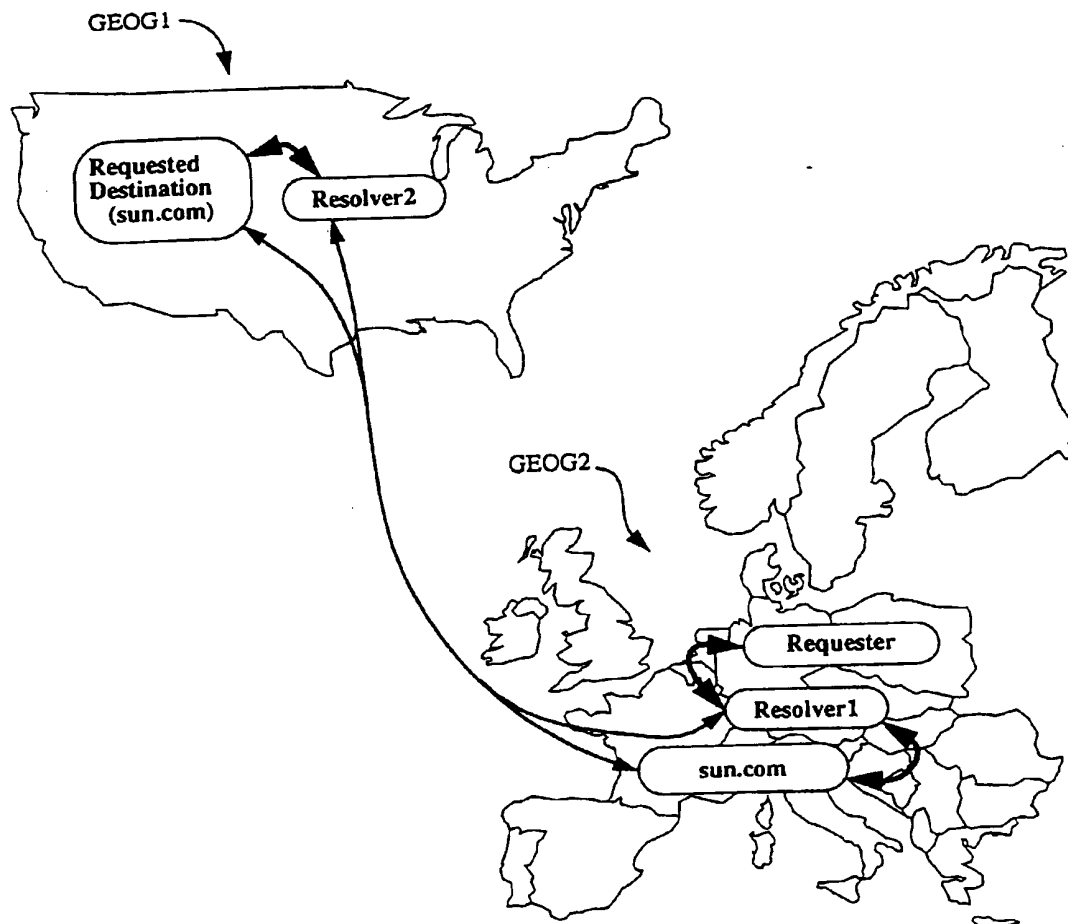 GEOG1
Requested
Destination
(sun.com)
Resolver2
GEOG2
Requester
Resolver1
sun.com